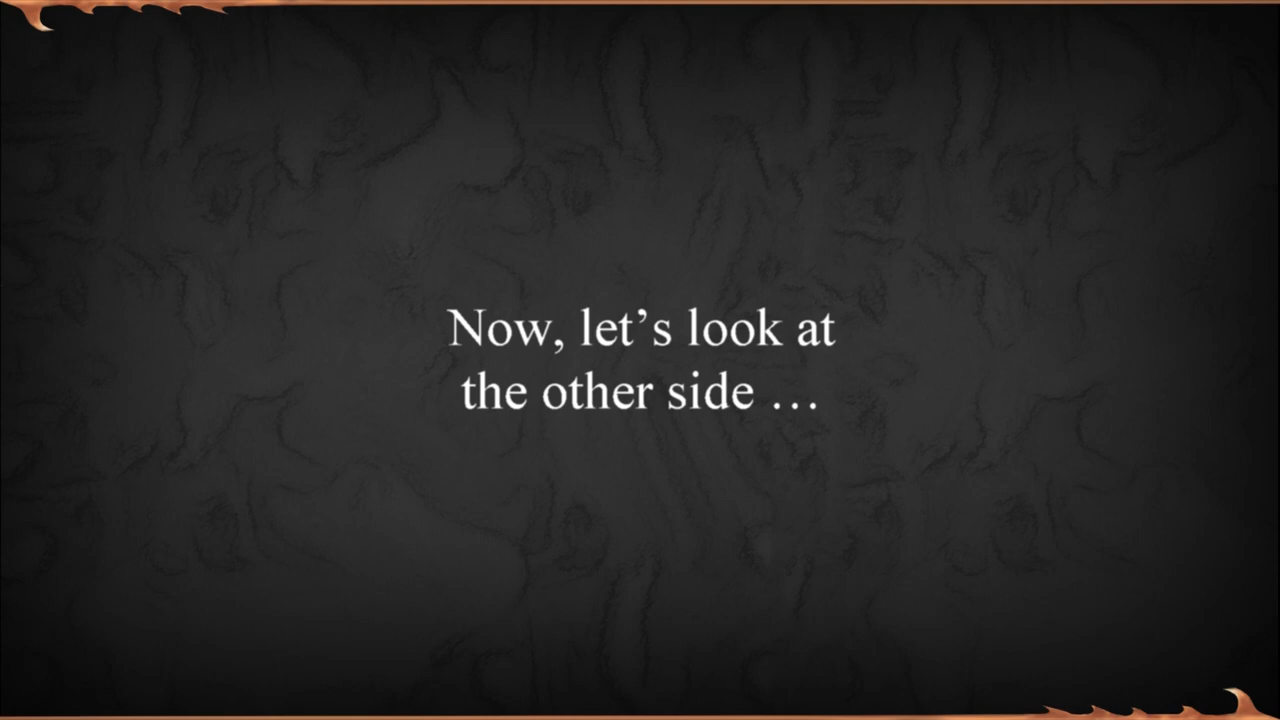 Now, let’s look at
the other side …